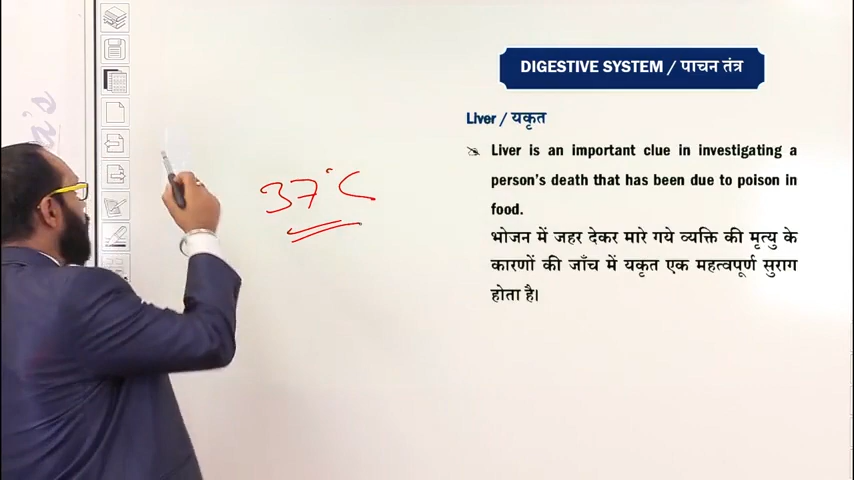 DIGESTIVE SYSTEM / पाचन तंत्र
Liver / यकृत
Liver is an important clue in investigating a
person's death that has been due to poison in
food.
भोजन में जहर देकर मारे गये व्यक्ति की मृत्यु के
कारणों की जाँच में यकृत एक महत्वपूर्ण सुराग
होता है।
37°C